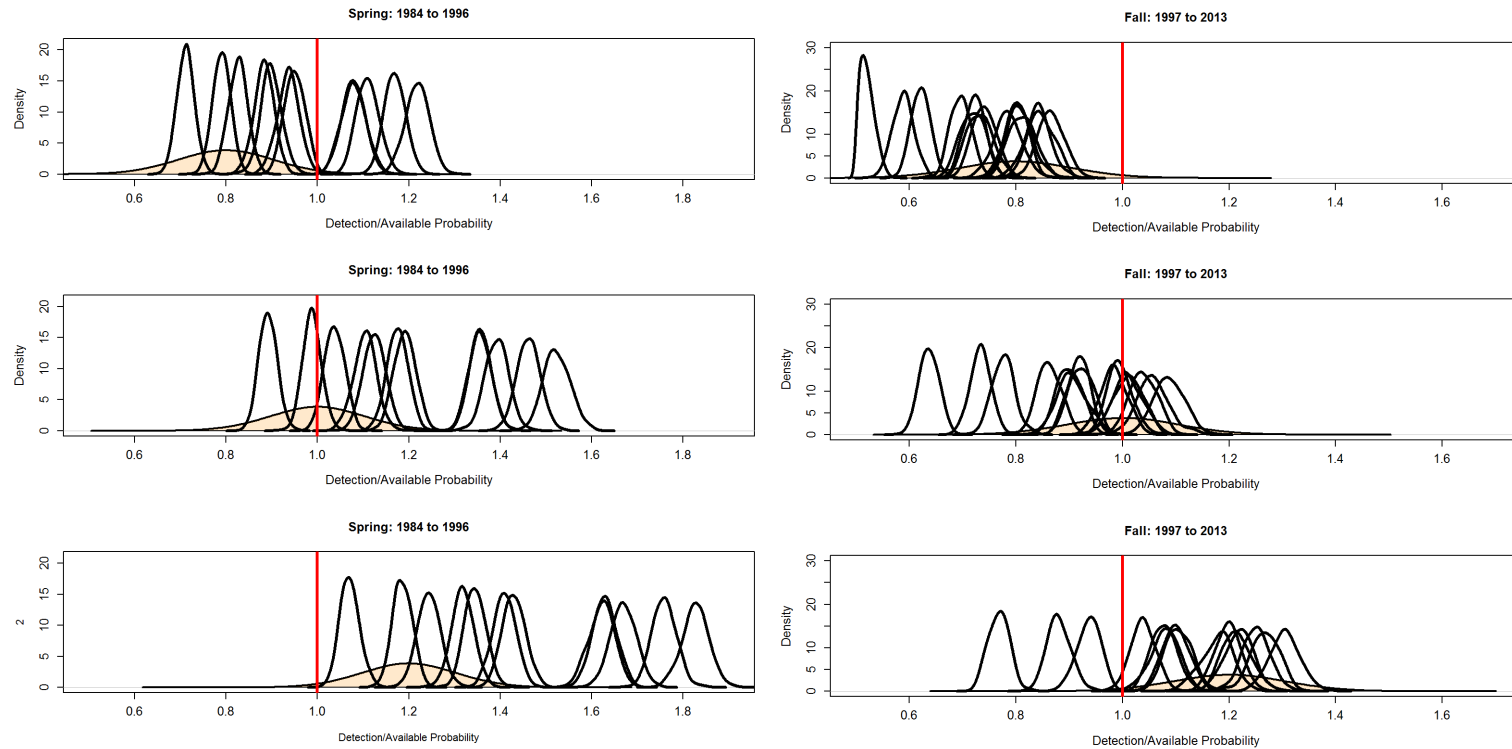 Spring: 1984 to 1996
Density
0 5 10 15 20
0.6 0.8 1.0 1.2 1.4 1.6 1.8
Detection/Available Probability
Fall: 1997 to 2013
Density
0 5 10 20 30
0.6 0.8 1.0 1.2 1.4 1.6
Detection/Available Probability
Spring: 1984 to 1996
Density
0 5 10 15 20
0.6 0.8 1.0 1.2 1.4 1.6 1.8
Detection/Available Probability
Fall: 1997 to 2013
Density
0 5 10 20 30
0.6 0.8 1.0 1.2 1.4 1.6
Detection/Available Probability
Spring: 1984 to 1996
2
0 5 10 15 20
0.6 0.8 1.0 1.2 1.4 1.6 1.8
Detection/Available Probability
Fall: 1997 to 2013
Density
0 5 10 20 30
0.6 0.8 1.0 1.2 1.4 1.6
Detection/Available Probability